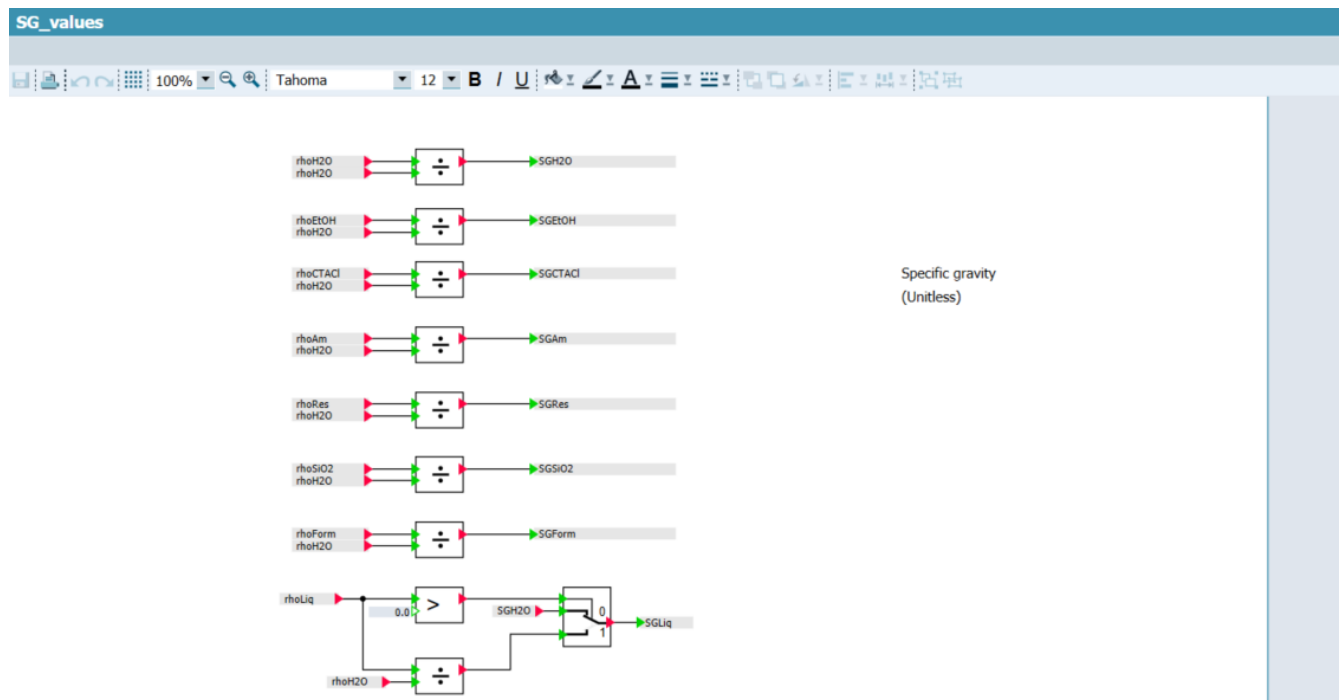 SG_values
100%
Tahoma
12
B I U A
rhoH2O
rhoH2O
÷
SGH2O
rhoEtOH
rhoH2O
÷
SGEtOH
rhoCTACl
rhoH2O
÷
SGCTACl
Specific gravity
(Unitless)
rhoAm
rhoH2O
÷
SGAm
rhoRes
rhoH2O
÷
SGRes
rhoSiO2
rhoH2O
÷
SGSiO2
rhoForm
rhoH2O
÷
SGForm
rhoLiq
0.0
>
SGH2O
0
1
SGLiq
rhoH2O
÷